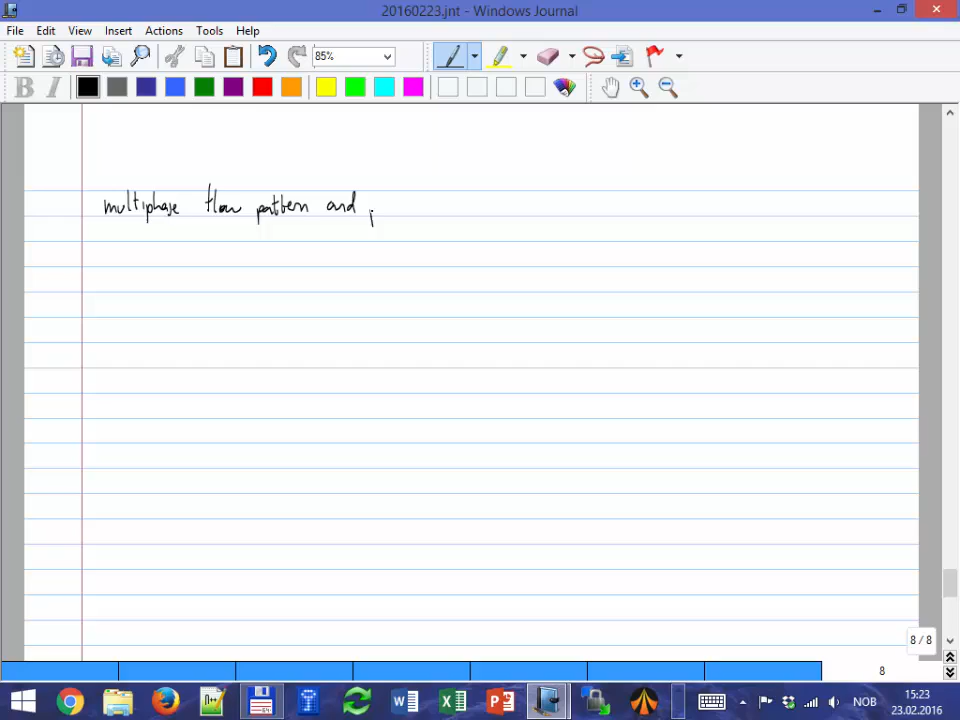 20160223.jnt - Windows Journal
File Edit View Insert Actions Tools Help
85%
B I
multiphase flow pattern and p
8 / 8
8
NOB
15:23
23.02.2016